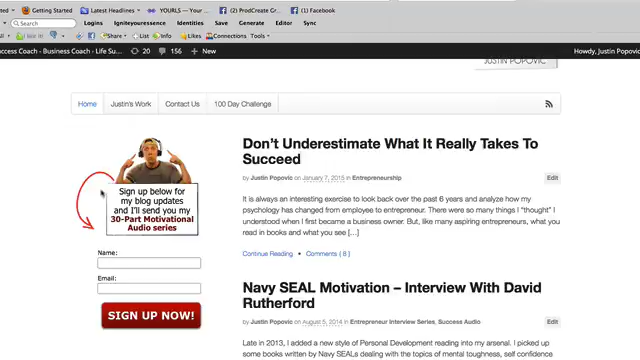 Getting Started
Latest Headlines
YOURLS — Your Ow...
ProdCreate Group
(1) Facebook
Search
Logins
Ignityouressence
Identity
Save
Generate
Editor
Sync
Search
I like it!
Share
List
Info
Likes
Connections
Tools
ccess Coach - Business Coach - Life Su...
20
156
+ New
Howdy, Justin Popovic
JUSTIN POPOVIC
Home
Justin's Work
Contact Us
100 Day Challenge
Sign up below for
my blog updates
and I'll send you my
30-Part Motivational
Audio series
Name:
Email:
SIGN UP NOW!
Don't Underestimate What It Really Takes To
Succeed
by Justin Popovic on January 7, 2015 in Entrepreneurship
Edit
It is always an interesting exercise to look back over the past 6 years and analyze how my
psychology has changed from employee to entrepreneur. There were so many things I "thought" I
understood when I first became a business owner. But, like many aspiring entrepreneurs, what you
read in books and what you see [...]
Continue Reading • Comments { 8 }
Navy SEAL Motivation – Interview With David
Rutherford
by Justin Popovic on August 5, 2014 in Entrepreneur Interview Series, Success Audio
Edit
Late in 2013, I added a new style of Personal Development reading into my arsenal. I picked up
some books written by Navy SEALs dealing with the topics of mental toughness, self confidence